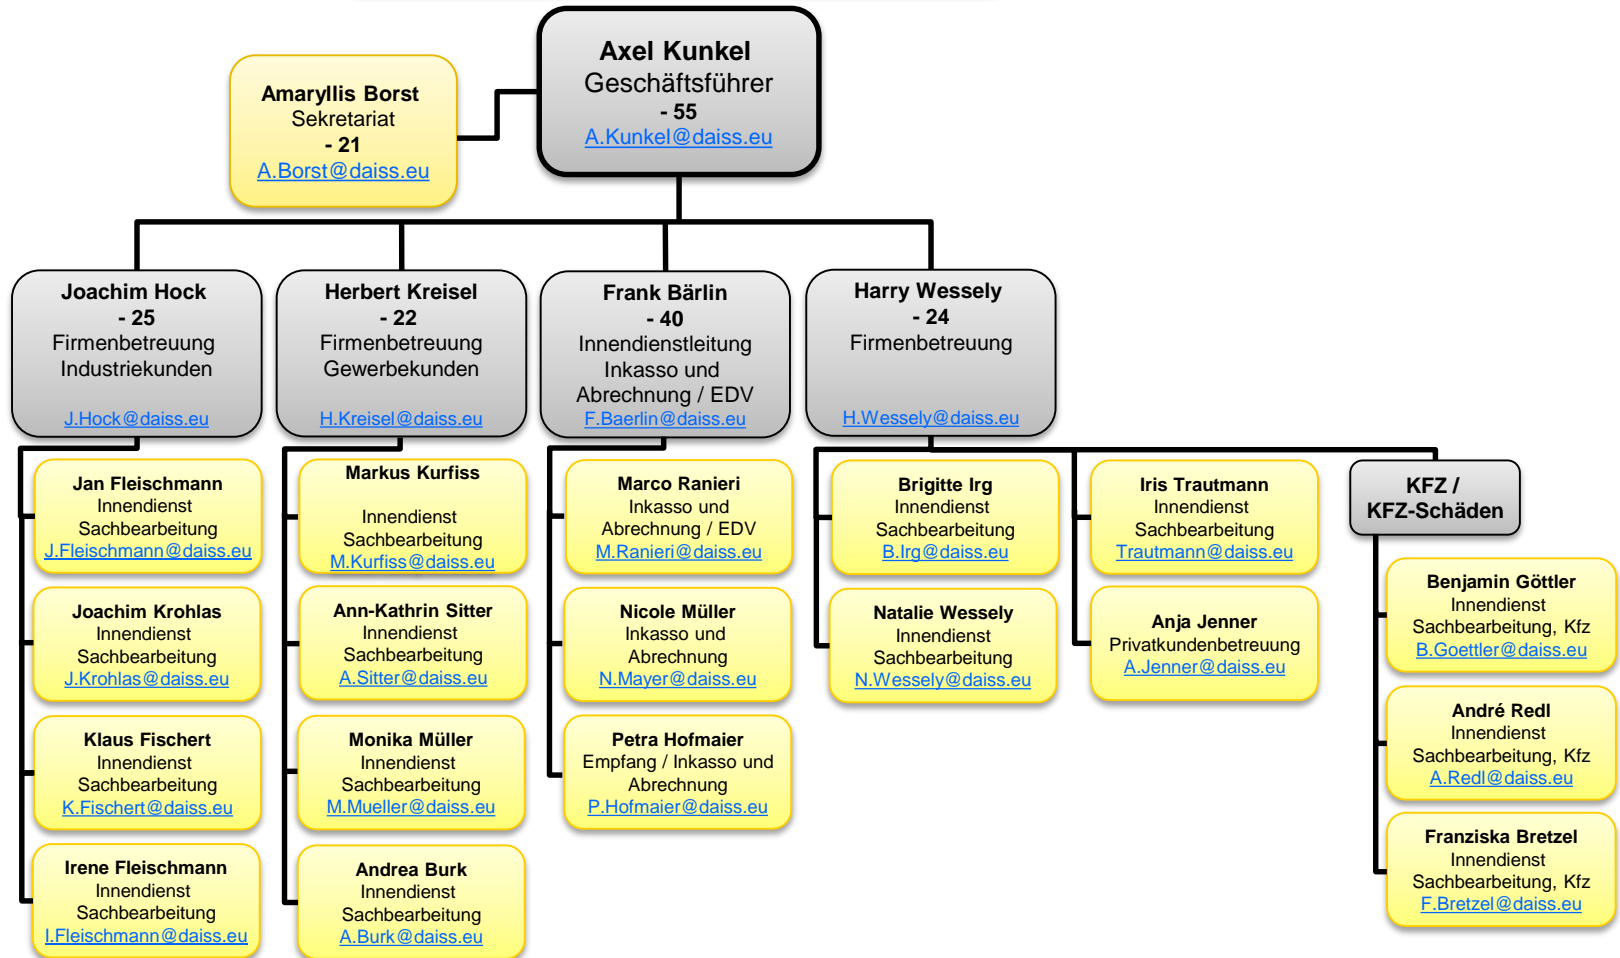 Axel Kunkel
Geschäftsführer
- 55
A.Kunkel@daiss.eu
Amaryllis Borst
Sekretariat
- 21
A.Borst@daiss.eu
Joachim Hock
- 25
Firmenbetreuung
Industriekunden
J.Hock@daiss.eu
Herbert Kreisel
- 22
Firmenbetreuung
Gewerbekunden
H.Kreisel@daiss.eu
Frank Bärlin
- 40
Innendienstleitung
Inkasso und
Abrechnung / EDV
F.Baerlin@daiss.eu
Harry Wessely
- 24
Firmenbetreuung
H.Wessely@daiss.eu
Jan Fleischmann
Innendienst
Sachbearbeitung
J.Fleischmann@daiss.eu
Joachim Krohlas
Innendienst
Sachbearbeitung
J.Krohlas@daiss.eu
Klaus Fischert
Innendienst
Sachbearbeitung
K.Fischert@daiss.eu
Irene Fleischmann
Innendienst
Sachbearbeitung
I.Fleischmann@daiss.eu
Markus Kurfiss
Innendienst
Sachbearbeitung
M.Kurfiss@daiss.eu
Ann-Kathrin Sitter
Innendienst
Sachbearbeitung
A.Sitter@daiss.eu
Monika Müller
Innendienst
Sachbearbeitung
M.Mueller@daiss.eu
Andrea Burk
Innendienst
Sachbearbeitung
A.Burk@daiss.eu
Marco Ranieri
Inkasso und
Abrechnung / EDV
M.Ranieri@daiss.eu
Nicole Müller
Inkasso und
Abrechnung
N.Mayer@daiss.eu
Petra Hofmaier
Empfang / Inkasso und
Abrechnung
P.Hofmaier@daiss.eu
Brigitte Irg
Innendienst
Sachbearbeitung
B.Irg@daiss.eu
Natalie Wessely
Innendienst
Sachbearbeitung
N.Wessely@daiss.eu
Iris Trautmann
Innendienst
Sachbearbeitung
Trautmann@daiss.eu
Anja Jenner
Privatkundenbetreuung
A.Jenner@daiss.eu
KFZ /
KFZ-Schäden
Benjamin Göttler
Innendienst
Sachbearbeitung, Kfz
B.Goettler@daiss.eu
André Redl
Innendienst
Sachbearbeitung, Kfz
A.Redl@daiss.eu
Franziska Bretzel
Innendienst
Sachbearbeitung, Kfz
F.Bretzel@daiss.eu